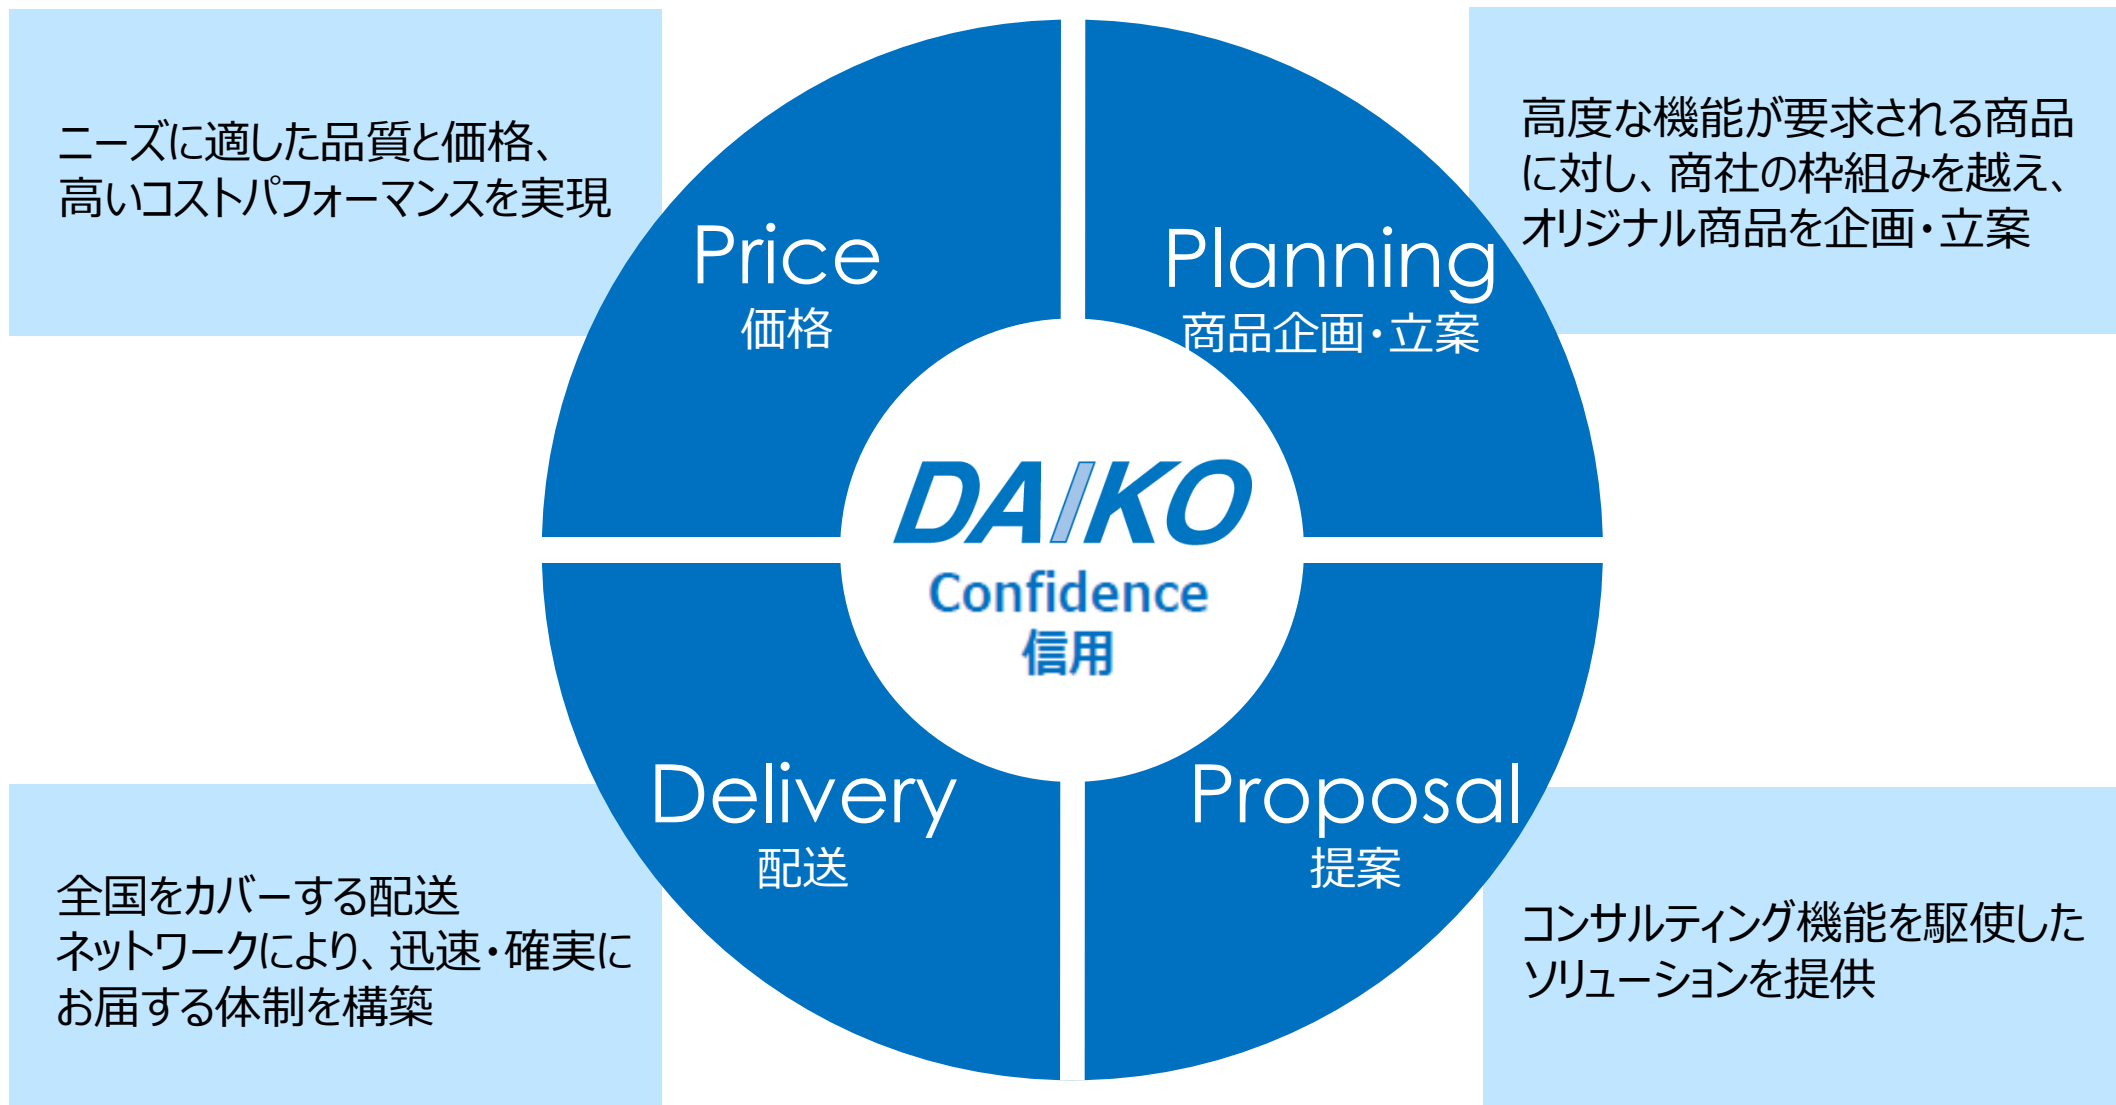 ニーズに適した品質と価格、
高いコストパフォーマンスを実現
Price
価格
高度な機能が要求される商品
に対し、商社の枠組みを越え、
オリジナル商品を企画・立案
Planning
商品企画・立案
DAIKO
Confidence
信用
Delivery
配送
全国をカバーする配送
ネットワークにより、迅速・確実に
お届する体制を構築
Proposal
提案
コンサルティング機能を駆使した
ソリューションを提供